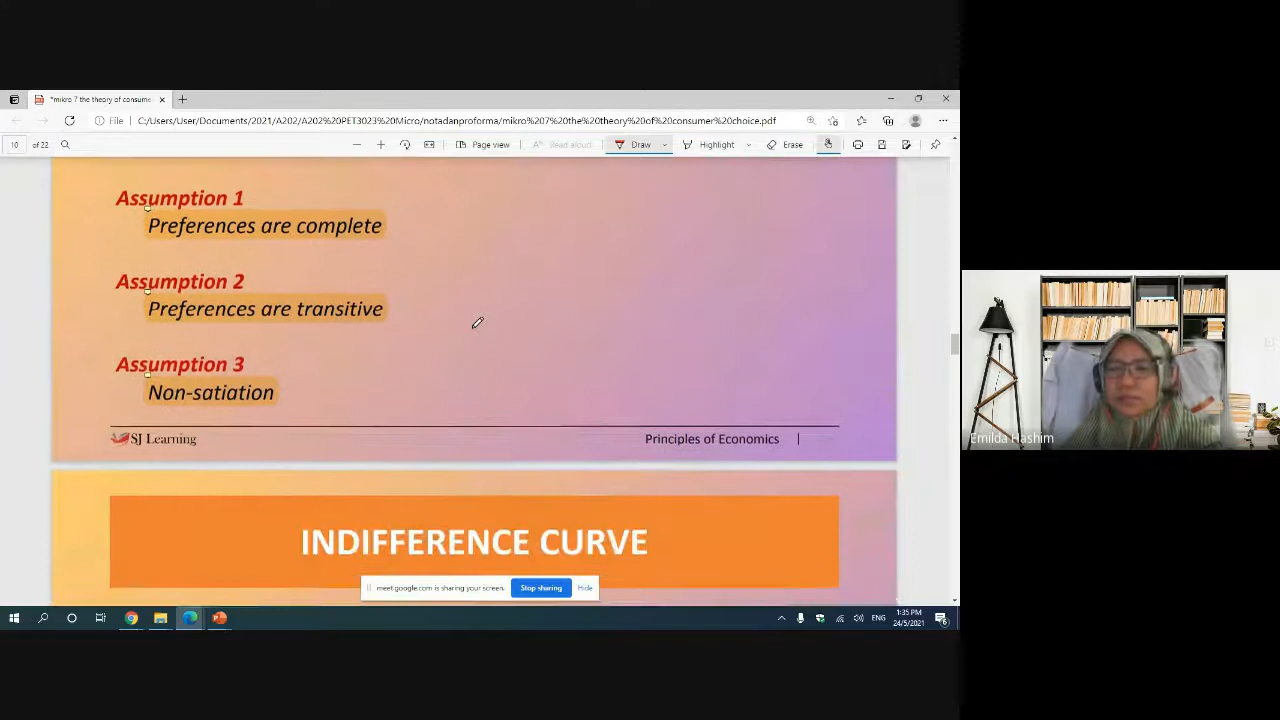 *mikro 7 the theory of consume
File
C:/Users/User/Documents/2021/A202/A202%20PET3023%20Micro/notadanproforma/mikro%207%20the%20theory%20of%20consumer%20choice.pdf
10 of 22
Page view
Read aloud
Draw
Highlight
Erase
Assumption 1
Preferences are complete
Assumption 2
Preferences are transitive
Assumption 3
Non-satiation
SJ Learning
Principles of Economics |
INDIFFERENCE CURVE
meet.google.com is sharing your screen.
Stop sharing
Hide
Emilda Hashim
ENG
1:35 PM
24/5/2021
6